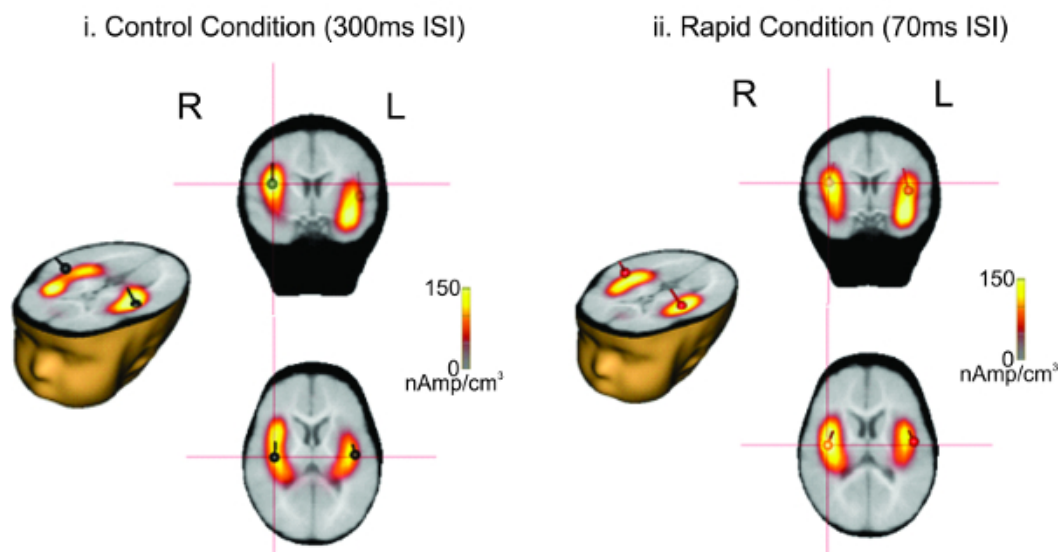 i. Control Condition (300ms ISI)
R
L
150
0
nAmp/cm³
ii. Rapid Condition (70ms ISI)
R
L
150
0
nAmp/cm³